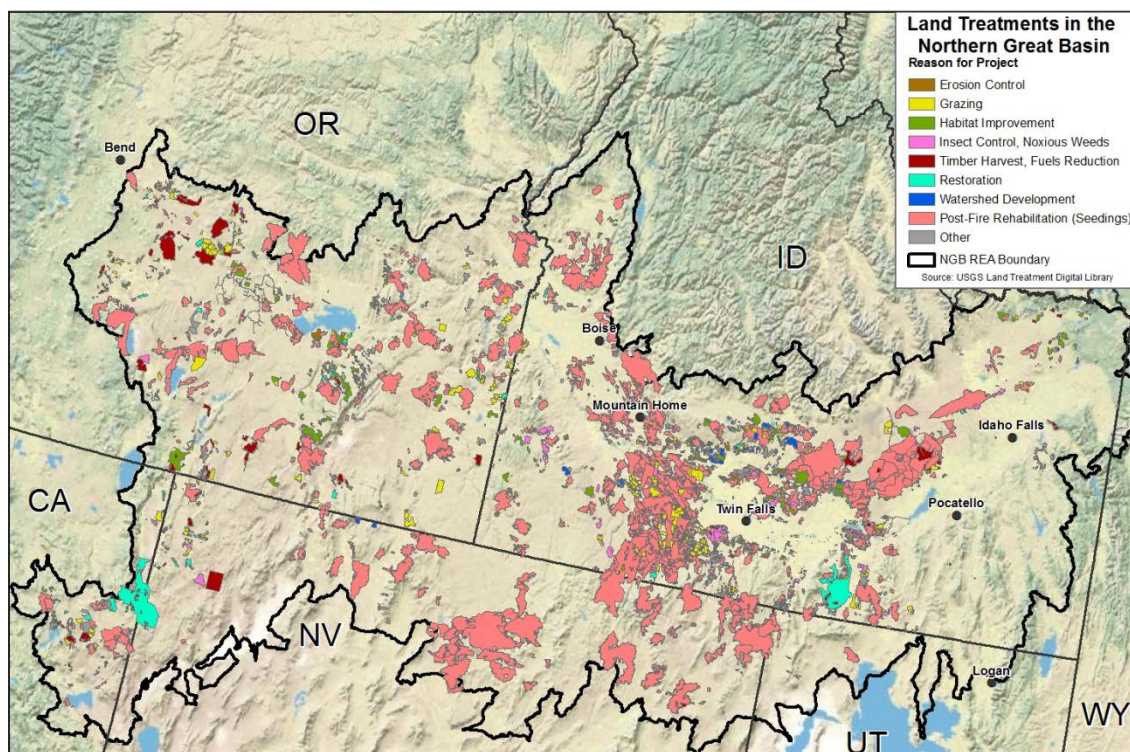 Land Treatments in the
Northern Great Basin
Reason for Project
Erosion Control
Grazing
Habitat Improvement
Insect Control, Noxious Weeds
Timber Harvest, Fuels Reduction
Restoration
Watershed Development
Post-Fire Rehabilitation (Seedings)
Other
NGB REA Boundary
Source: USGS Land Treatment Digital Library
OR
Bend
ID
Boise
Mountain Home
Idaho Falls
CA
Twin Falls
Pocatello
NV
Logan
WY
UT